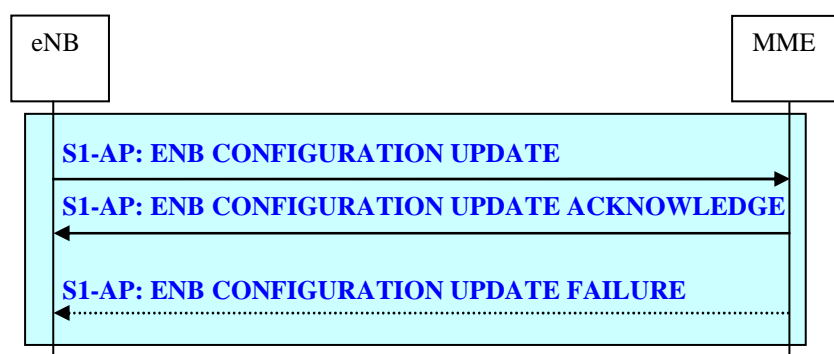 eNB
MME
S1-AP: ENB CONFIGURATION UPDATE
S1-AP: ENB CONFIGURATION UPDATE ACKNOWLEDGE
S1-AP: ENB CONFIGURATION UPDATE FAILURE